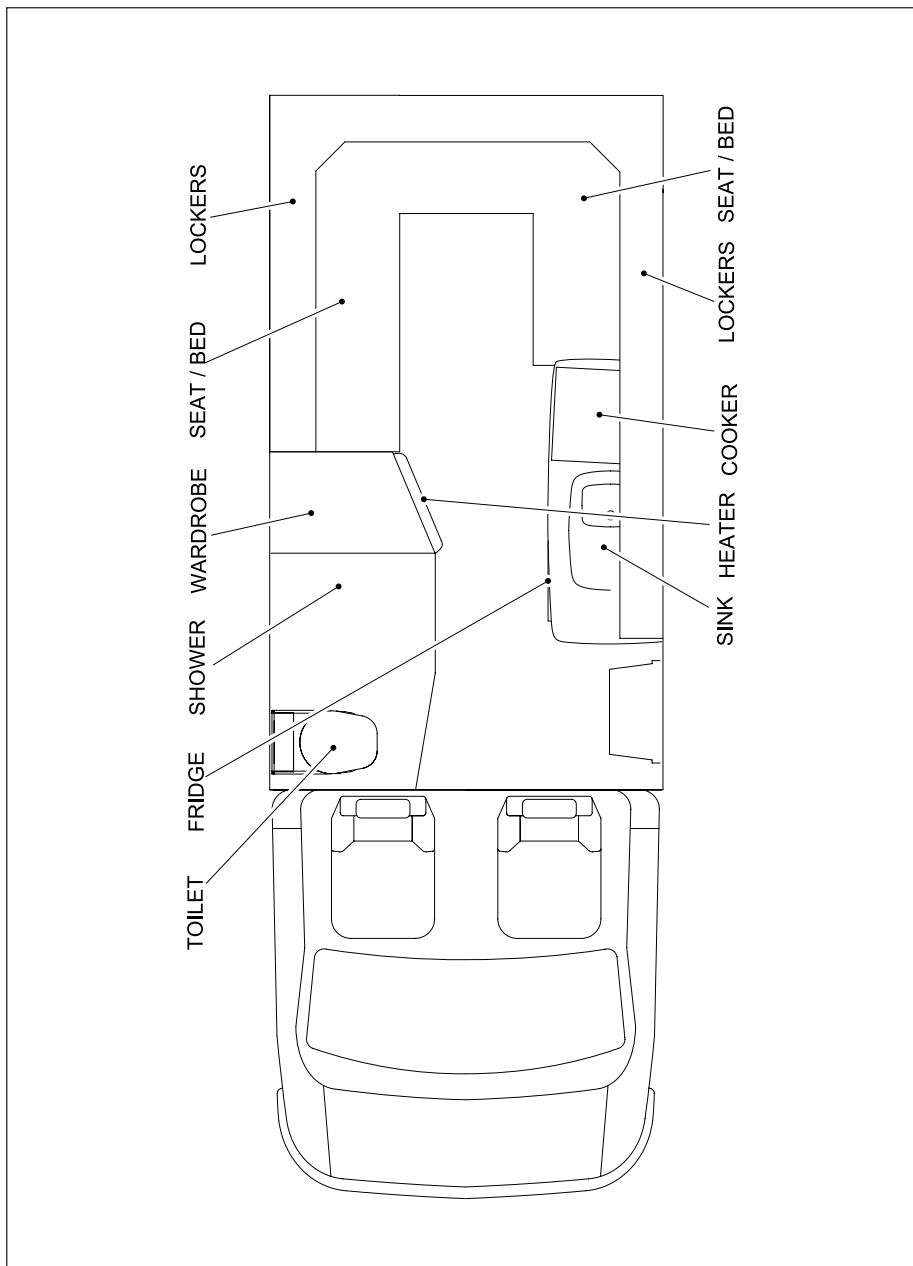 LOCKERS
SEAT / BED
WARDROBE
SHOWER
FRIDGE
TOILET
SEAT / BED
LOCKERS
COOKER
HEATER
SINK